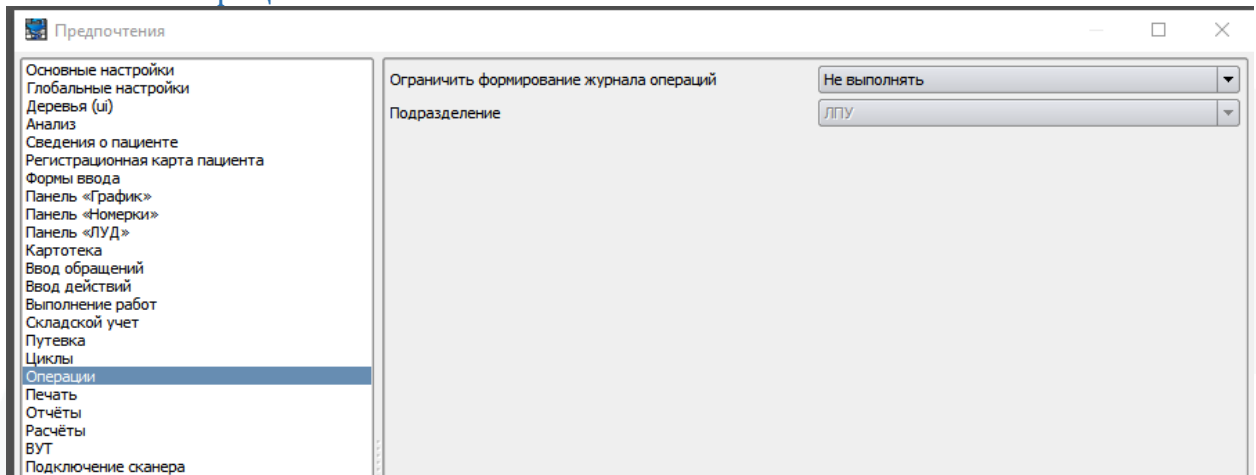 Предпочтения
Основные настройки
Глобальные настройки
Деревья (ui)
Анализ
Сведения о пациенте
Регистрационная карта пациента
Формы ввода
Панель «График»
Панель «Номерки»
Панель «ЛУД»
Картотека
Ввод обращений
Ввод действий
Выполнение работ
Складской учет
Путевка
Циклы
Операции
Печать
Отчёты
Расчёты
ВУТ
Подключение сканера
Ограничить формирование журнала операций Не выполнять
Подразделение ЛПУ